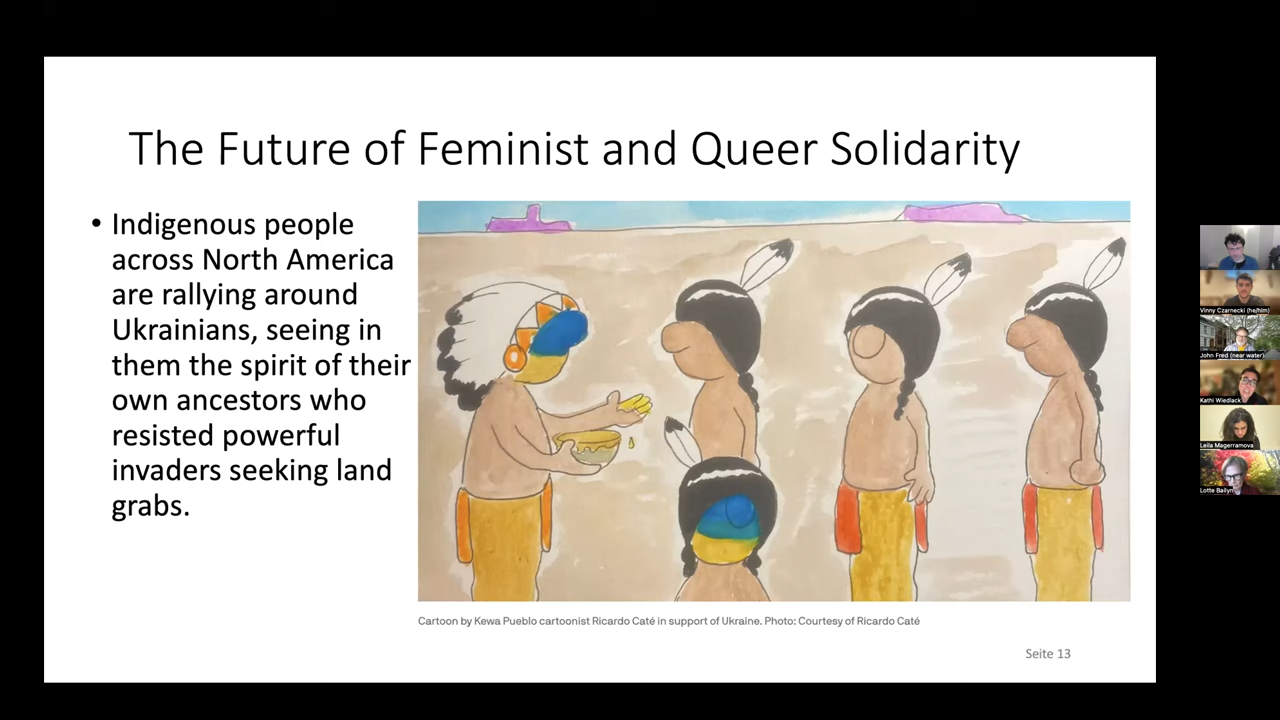 The Future of Feminist and Queer Solidarity
• Indigenous people
across North America
are rallying around
Ukrainians, seeing in
them the spirit of their
own ancestors who
resisted powerful
invaders seeking land
grabs.
Cartoon by Kewa Pueblo cartoonist Ricardo Caté in support of Ukraine. Photo: Courtesy of Ricardo Caté
Seite 13
Vinny Czarnecki (he/him)
John Fred (near water)
Kathi Wiedlack
Leila Magerramova
Lotte Bailyn